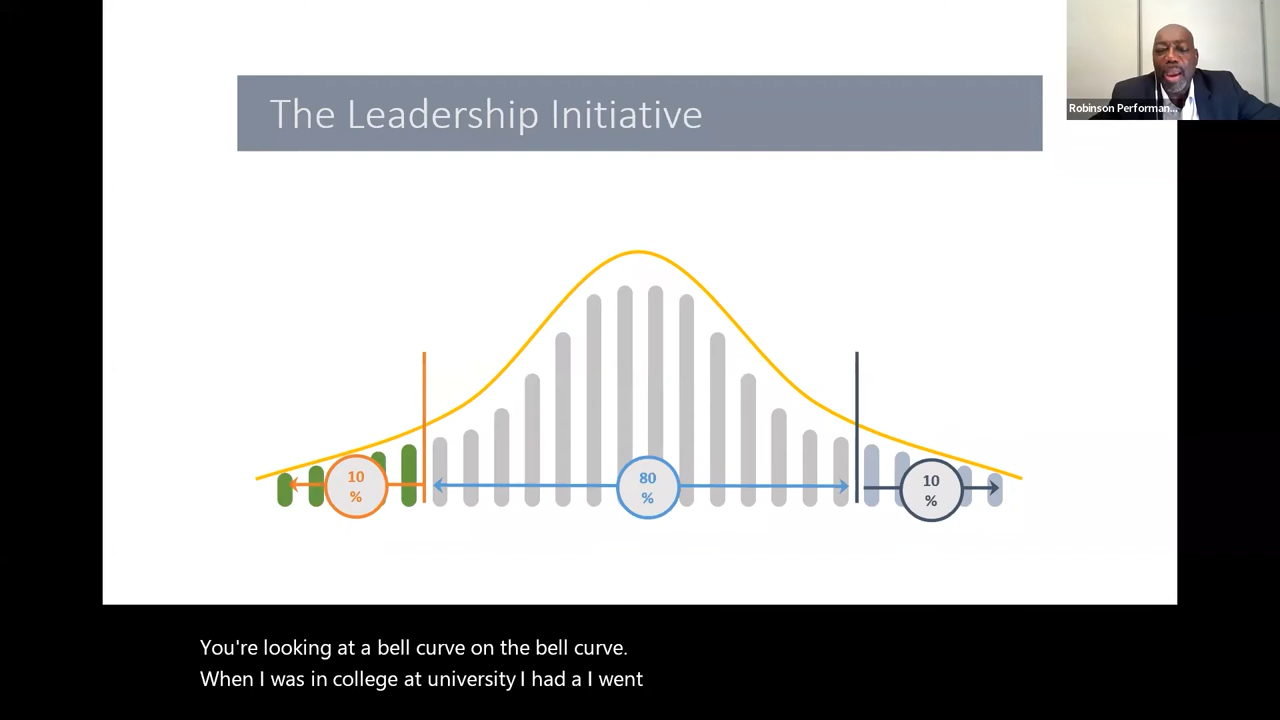 The Leadership Initiative
Robinson Performan...
10
%
80
%
10
%
You're looking at a bell curve on the bell curve.
When I was in college at university I had a I went